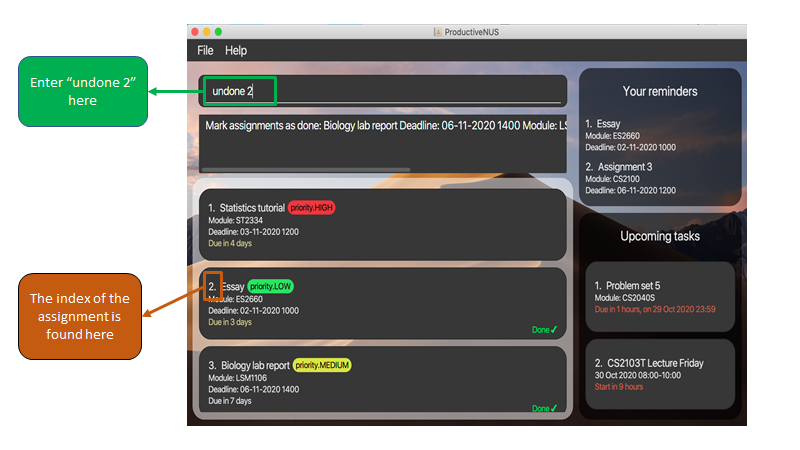 ProductiveNUS
File Help
Enter “undone 2”
here
undone 2
Mark assignments as done: Biology lab report Deadline: 06-11-2020 1400 Module: LS
1. Statistics tutorial priority.HIGH
Module: ST2334
Deadline: 03-11-2020 1200
Due in 4 days
The index of the
assignment is
found here
2. Essay priority.LOW
Module: ES2660
Deadline: 02-11-2020 1000
Due in 3 days
Done ✓
3. Biology lab report priority.MEDIUM
Module: LSM1106
Deadline: 06-11-2020 1400
Due in 7 days
Done ✓
Your reminders
1. Essay
Module: ES2660
Deadline: 02-11-2020 1000
2. Assignment 3
Module: CS2100
Deadline: 06-11-2020 1200
Upcoming tasks
1. Problem set 5
Module: CS2040S
Due in 1 hours, on 29 Oct 2020 23:59
2. CS2103T Lecture Friday
30 Oct 2020 08:00-10:00
Start in 9 hours